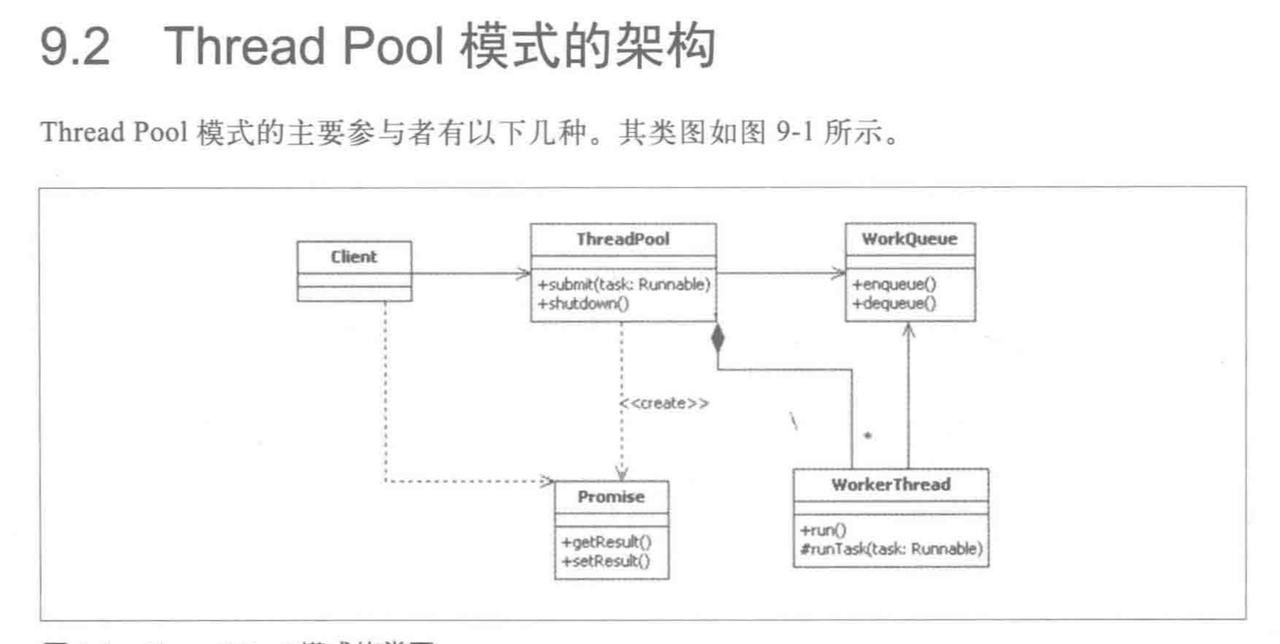 9.2 Thread Pool 模式的架构
Thread Pool 模式的主要参与者有以下几种。其类图如图 9-1 所示。
Client
ThreadPool
+submit(task: Runnable)
+shutdown()
WorkQueue
+enqueue()
+dequeue()
<<create>>
*
Promise
+getResult()
+setResult()
WorkerThread
+run()
#runTask(task: Runnable)